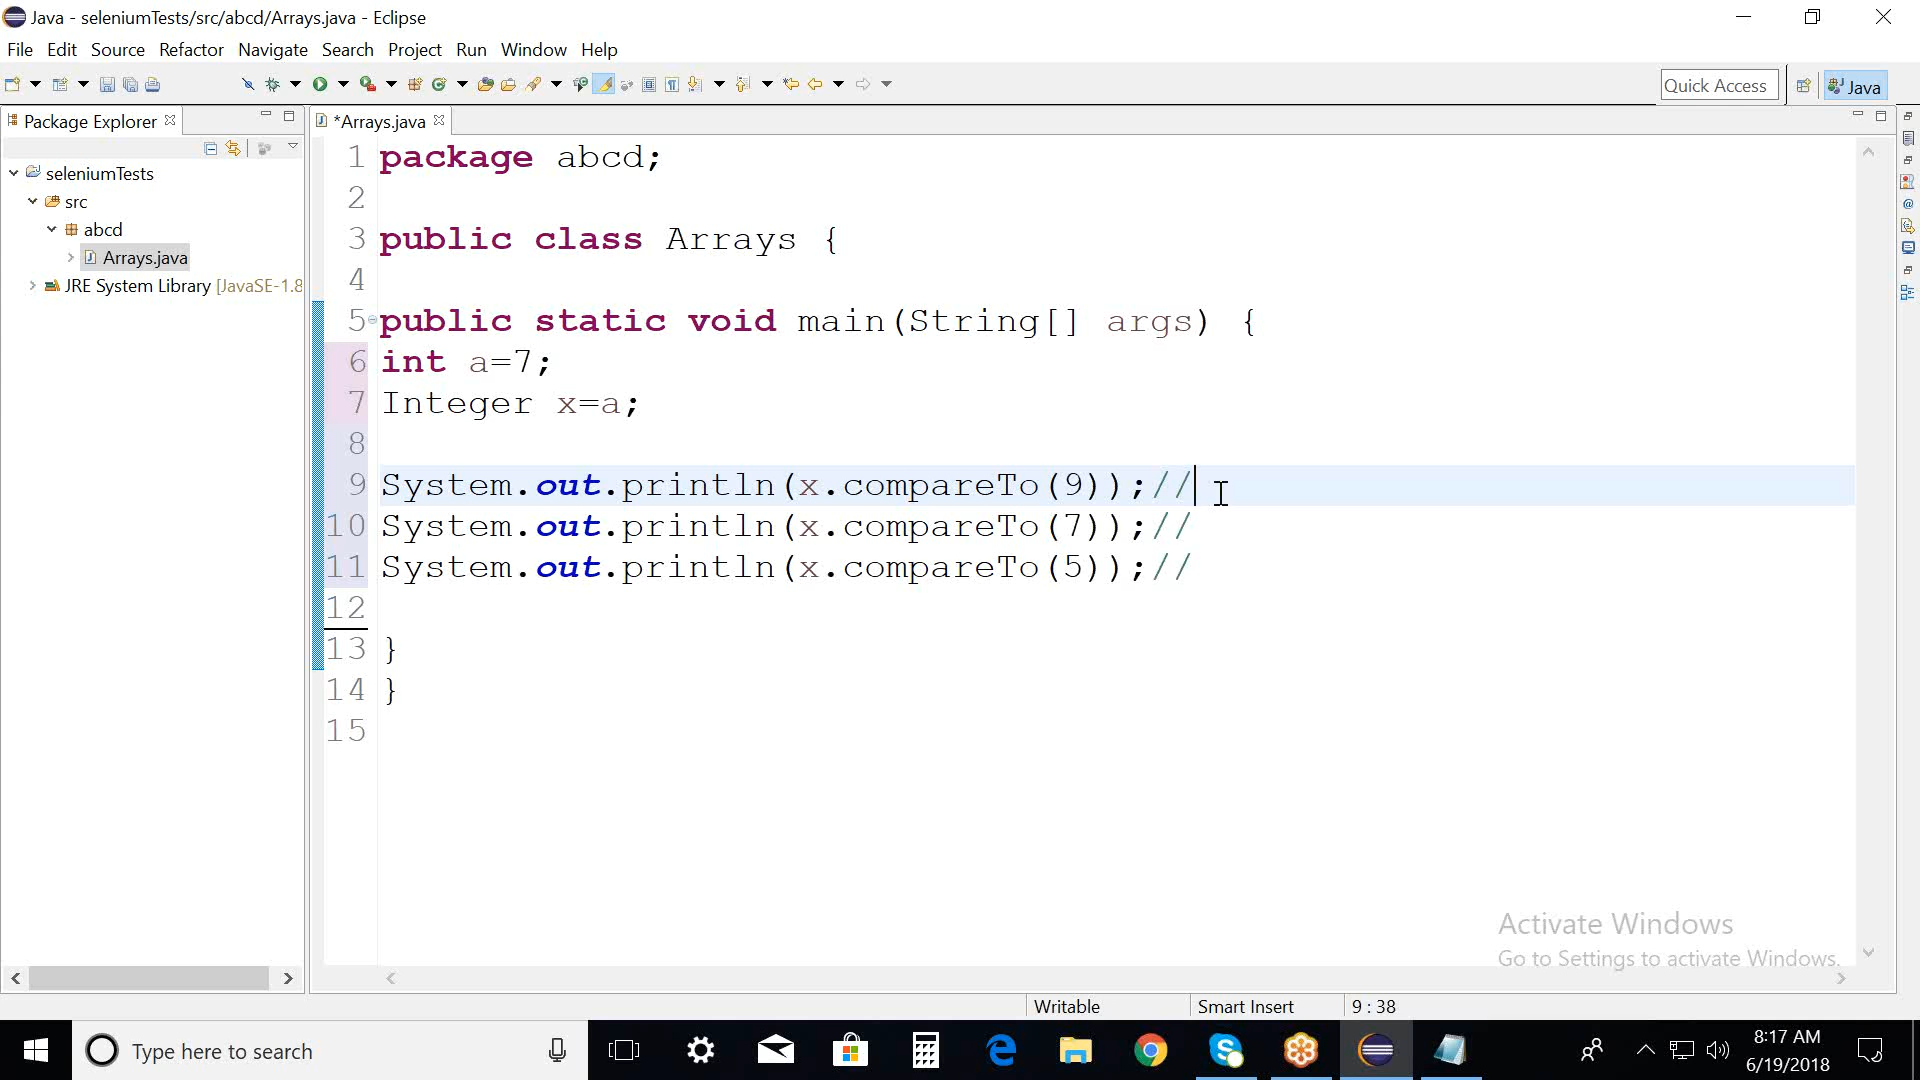 Java - seleniumTests/src/abcd/Arrays.java - Eclipse
File Edit Source Refactor Navigate Search Project Run Window Help
Quick Access
Java
Package Explorer
*Arrays.java
seleniumTests
src
abcd
Arrays.java
JRE System Library [JavaSE-1.8
1 package abcd;
2
3 public class Arrays {
4
5 public static void main(String[] args) {
6 int a=7;
7 Integer x=a;
8
9 System.out.println(x.compareTo(9));//
10 System.out.println(x.compareTo(7));//
11 System.out.println(x.compareTo(5));//
12
13 }
14 }
15
Activate Windows
Go to Settings to activate Windows.
Writable Smart Insert 9 : 38
Type here to search
8:17 AM
6/19/2018